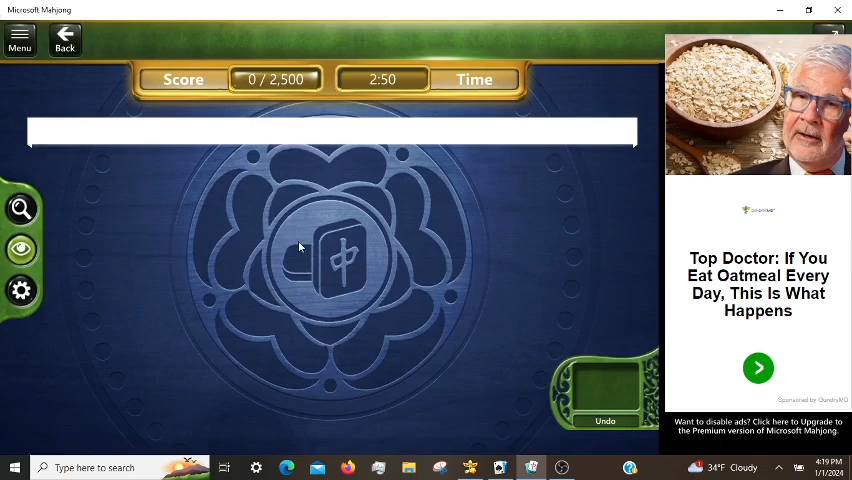 Microsoft Mahjong
Menu
Back
Score
0 / 2,500
2:50
Time
中
Undo
GUNDRYMD
Top Doctor: If You
Eat Oatmeal Every
Day, This Is What
Happens
Sponsored by GundryMD
Want to disable ads? Click here to Upgrade to
the Premium version of Microsoft Mahjong.
Type here to search
34°F Cloudy
4:19 PM
1/1/2024